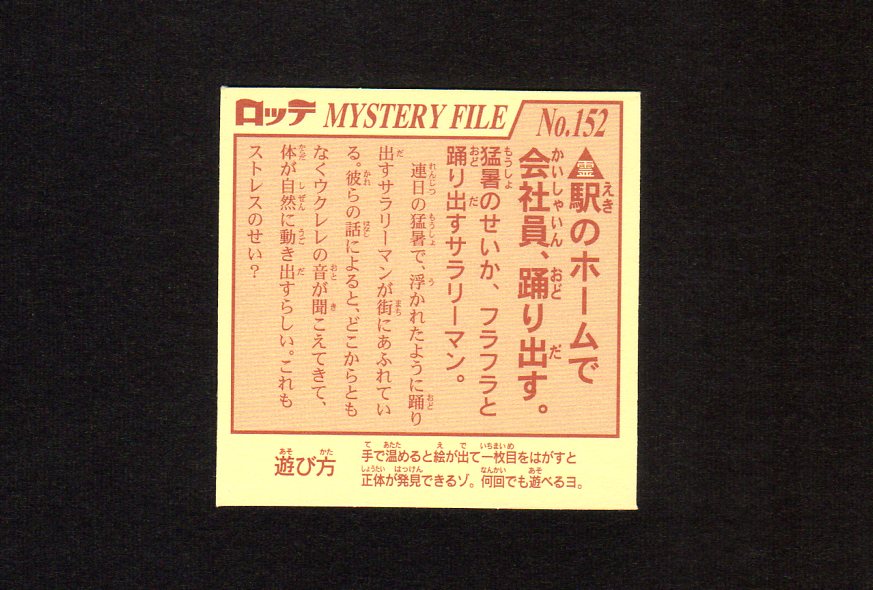 ロッテ MYSTERY FILE No.152
霊 駅のホームで
会社員、踊り出す。
猛暑のせいか、フラフラと
踊り出すサラリーマン。
連日の猛暑で、浮かれたように踊り
出すサラリーマンが街にあふれてい
る。彼らの話によると、どこからとも
なくウクレレの音が聞こえてきて、
体が自然に動き出すらしい。これも
ストレスのせい?
遊び方
手で温めると絵が出て一枚目をはがすと
正体が発見できるゾ。何回でも遊べるヨ。